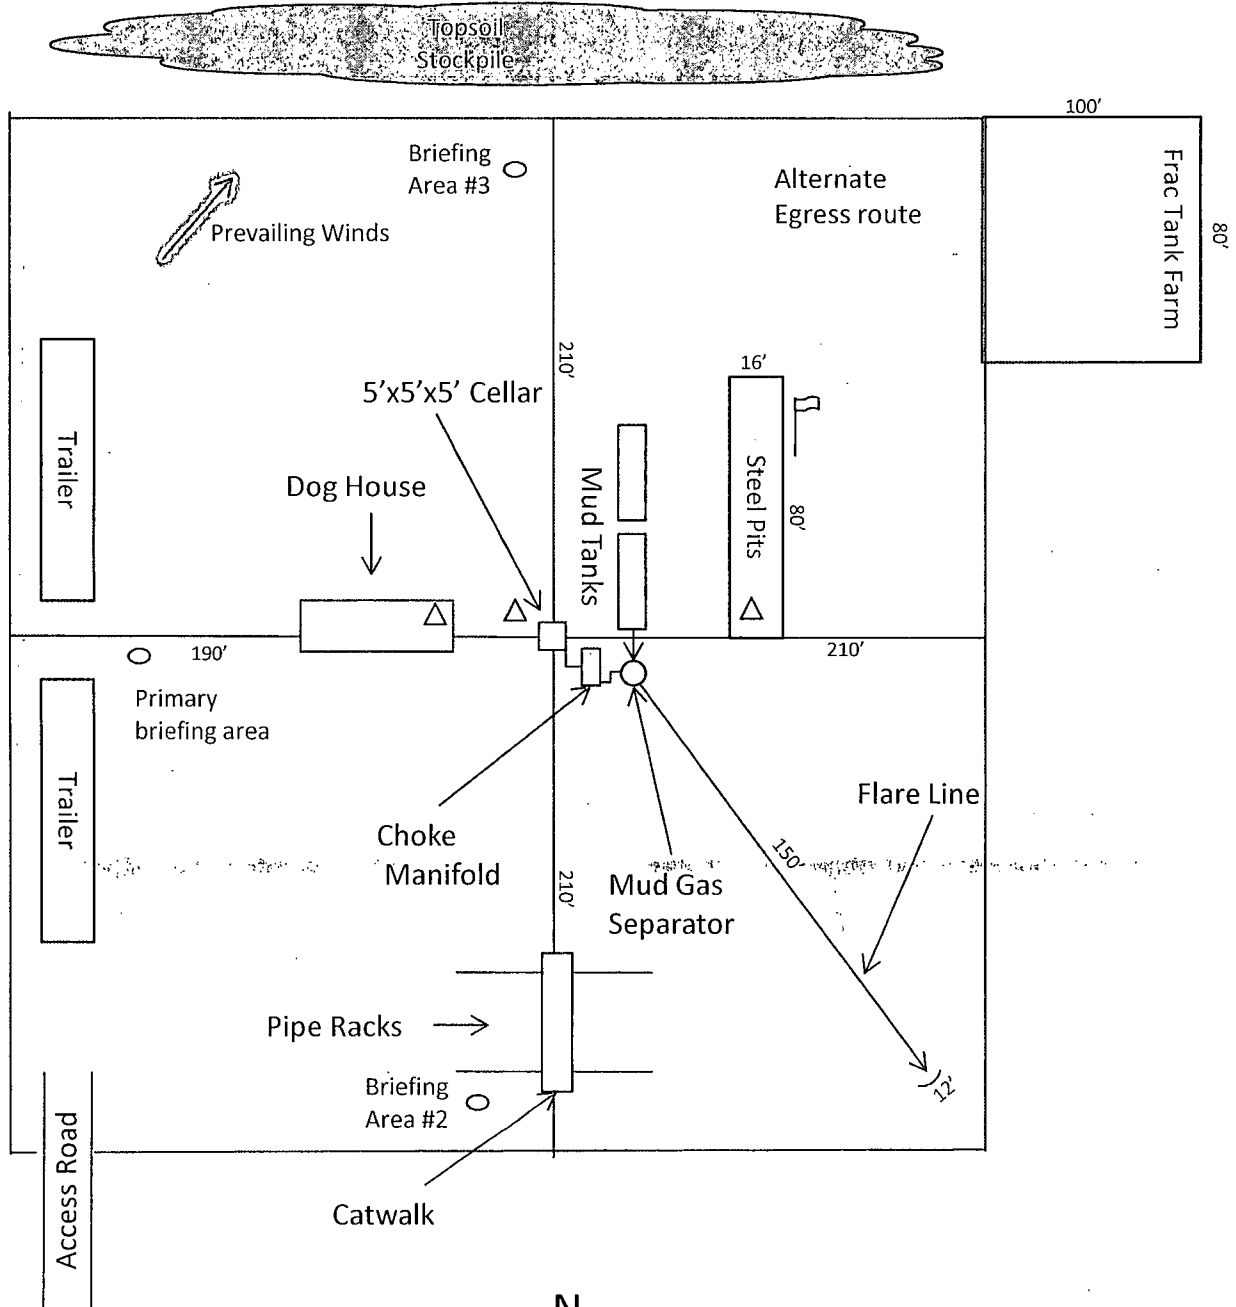 Topsoil
Stockpile
100'
Briefing
Area #3
Alternate
Egress route
Frac Tank Farm
80'
Prevailing Winds
210'
16'
5'x5'x5' Cellar
Trailer
Dog House
Mud Tanks
Steel Pits
80'
190'
210'
Primary
briefing area
Trailer
Flare Line
Choke
Manifold
150'
210'
Mud Gas
Separator
Pipe Racks
Briefing
Area #2
12'
Access Road
Catwalk
N